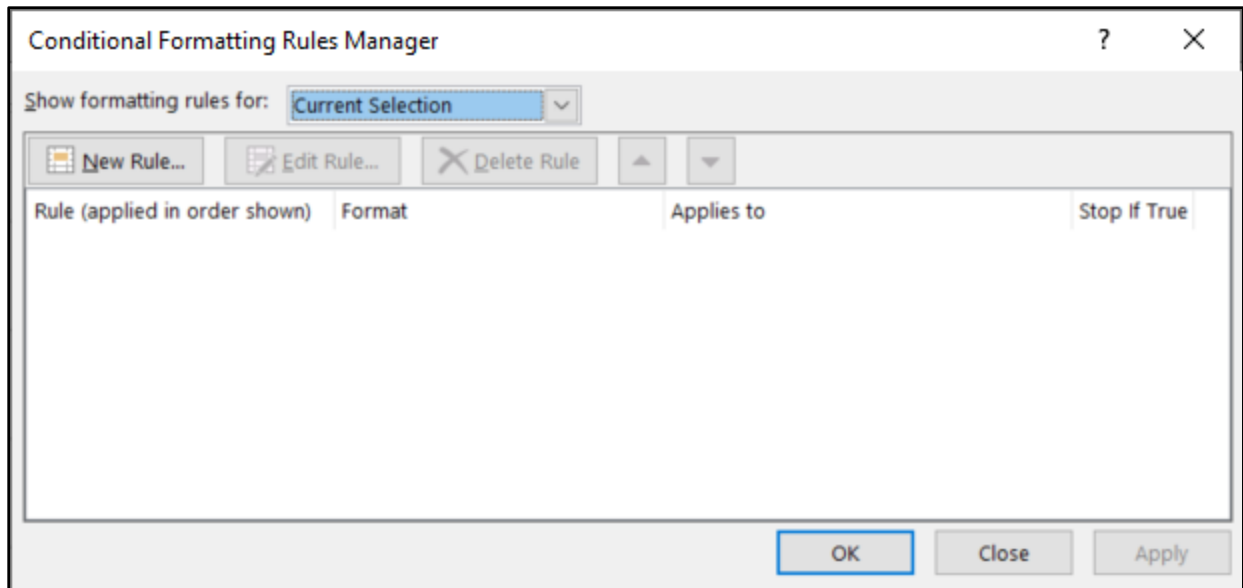 Conditional Formatting Rules Manager ?
Show formatting rules for: Current Selection
New Rule... Edit Rule... Delete Rule
Rule (applied in order shown) Format Applies to Stop If True
OK Close Apply